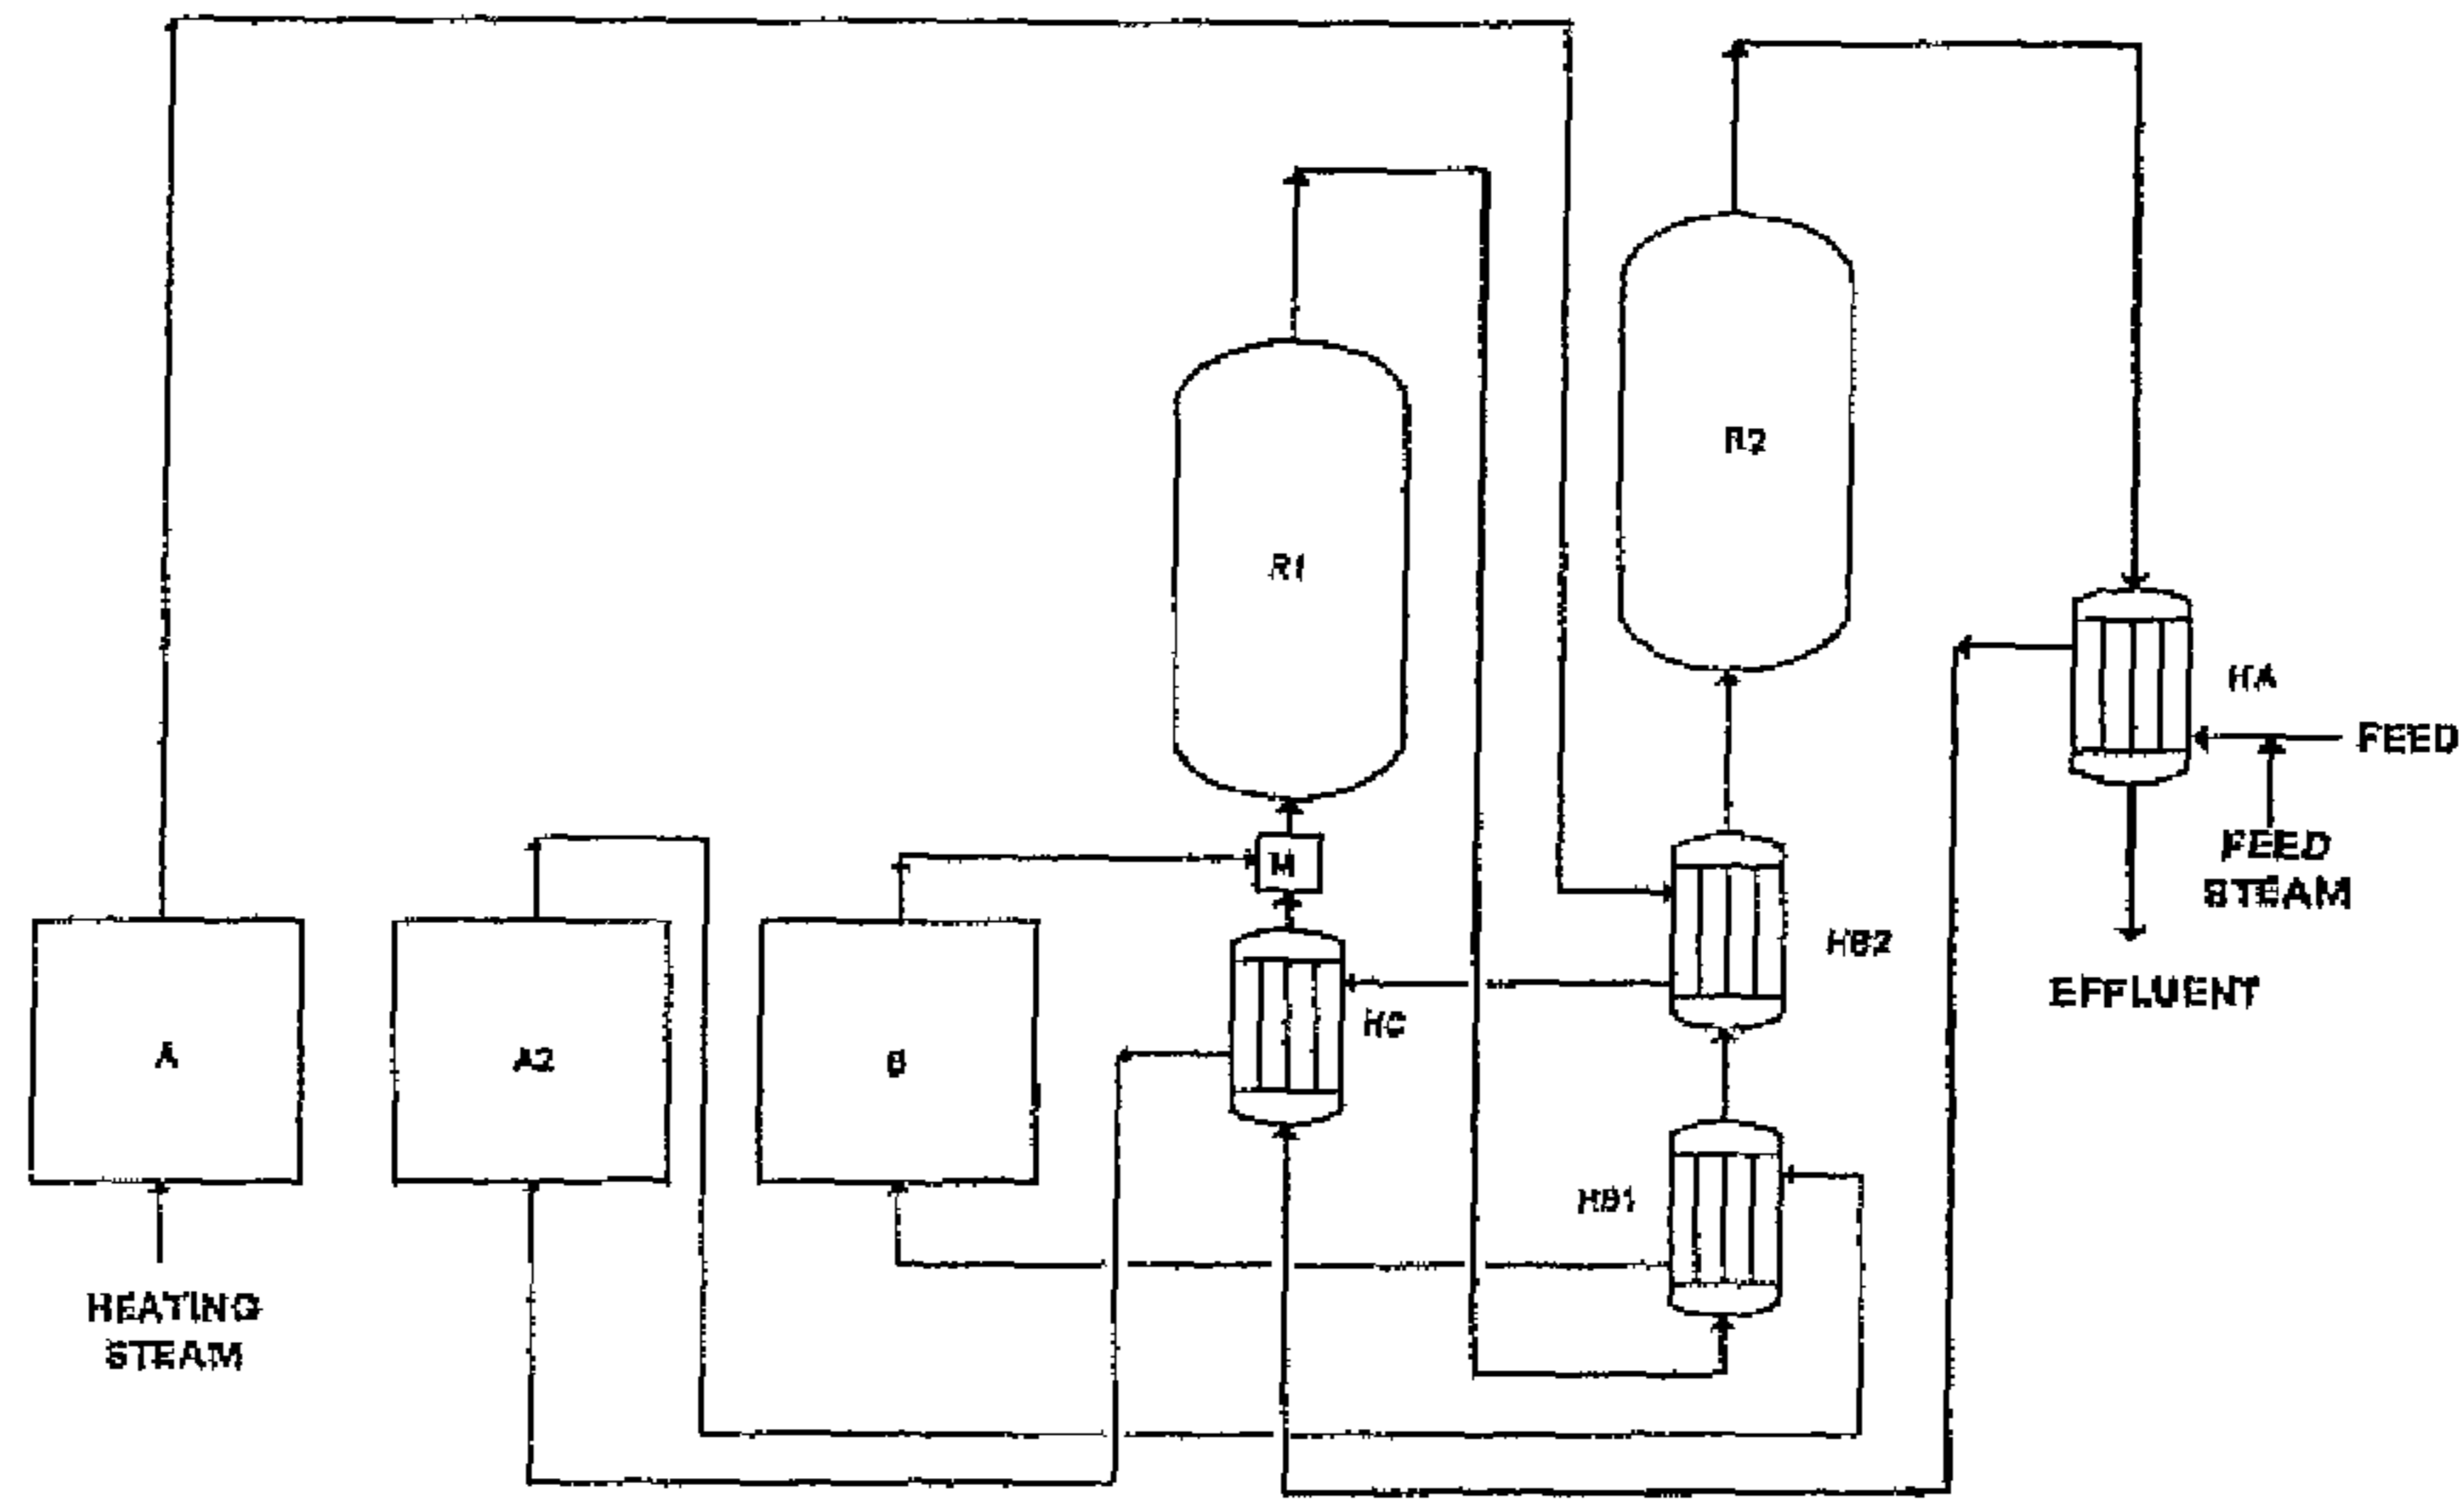 R2
R1
HA
FEED
M
FEED
STEAM
HB2
EFFLUENT
HC
A
A2
B
HB1
HEATING
STEAM